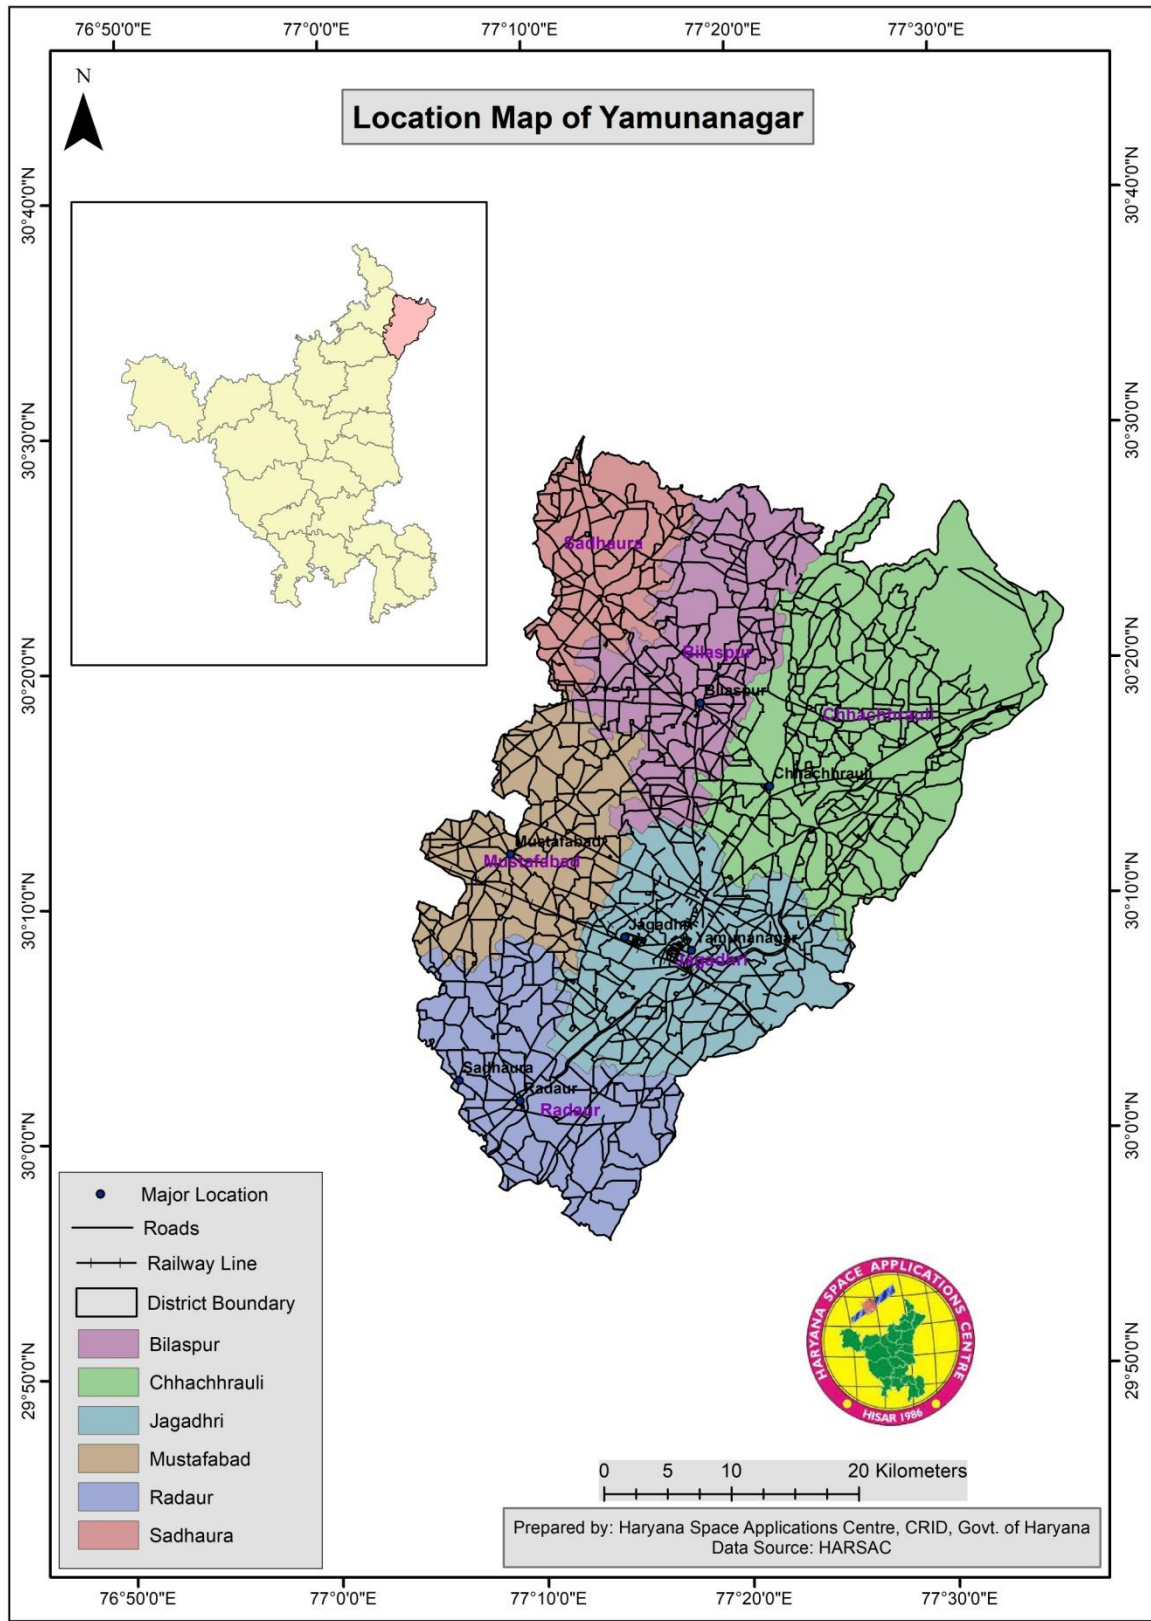 76°50'0"E
77°0'0"E
77°10'0"E
77°20'0"E
77°30'0"E
N
Location Map of Yamunanagar
30°40'0"N
30°40'0"N
30°30'0"N
30°30'0"N
Sadhaura
Bilaspur
30°20'0"N
30°20'0"N
Bilaspur
Chhachhrauli
Chhachhrauli
Mustafabad
Mustafabad
30°10'0"N
30°10'0"N
Jagadhri
Yamunanagar
Jagadhri
Sadhaura
Radaur
Radaur
30°0'0"N
30°0'0"N
Major Location
Roads
Railway Line
District Boundary
Bilaspur
Chhachhrauli
Jagadhri
Mustafabad
Radaur
Sadhaura
29°50'0"N
29°50'0"N
HARYANA SPACE APPLICATIONS CENTRE
HISAR 1986
0 5 10 20 Kilometers
Prepared by: Haryana Space Applications Centre, CRID, Govt. of Haryana
Data Source: HARSAC
76°50'0"E
77°0'0"E
77°10'0"E
77°20'0"E
77°30'0"E